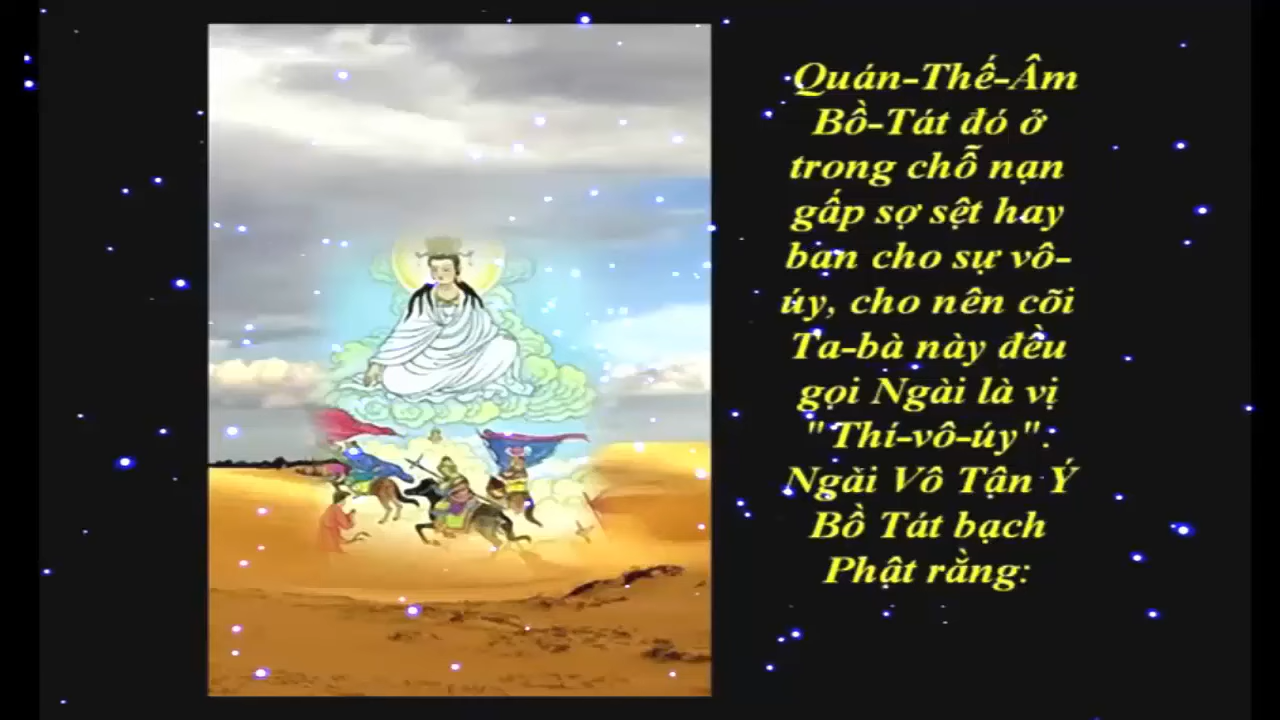 Quán-Thế-Âm
Bồ-Tát đó ở
trong chỗ nạn
gấp sợ sệt hay
ban cho sự vô-
úy, cho nên cõi
Ta-bà này đều
gọi Ngài là vị
"Thí-vô-úy".
Ngài Vô Tận Ý
Bồ Tát bạch
Phật rằng: